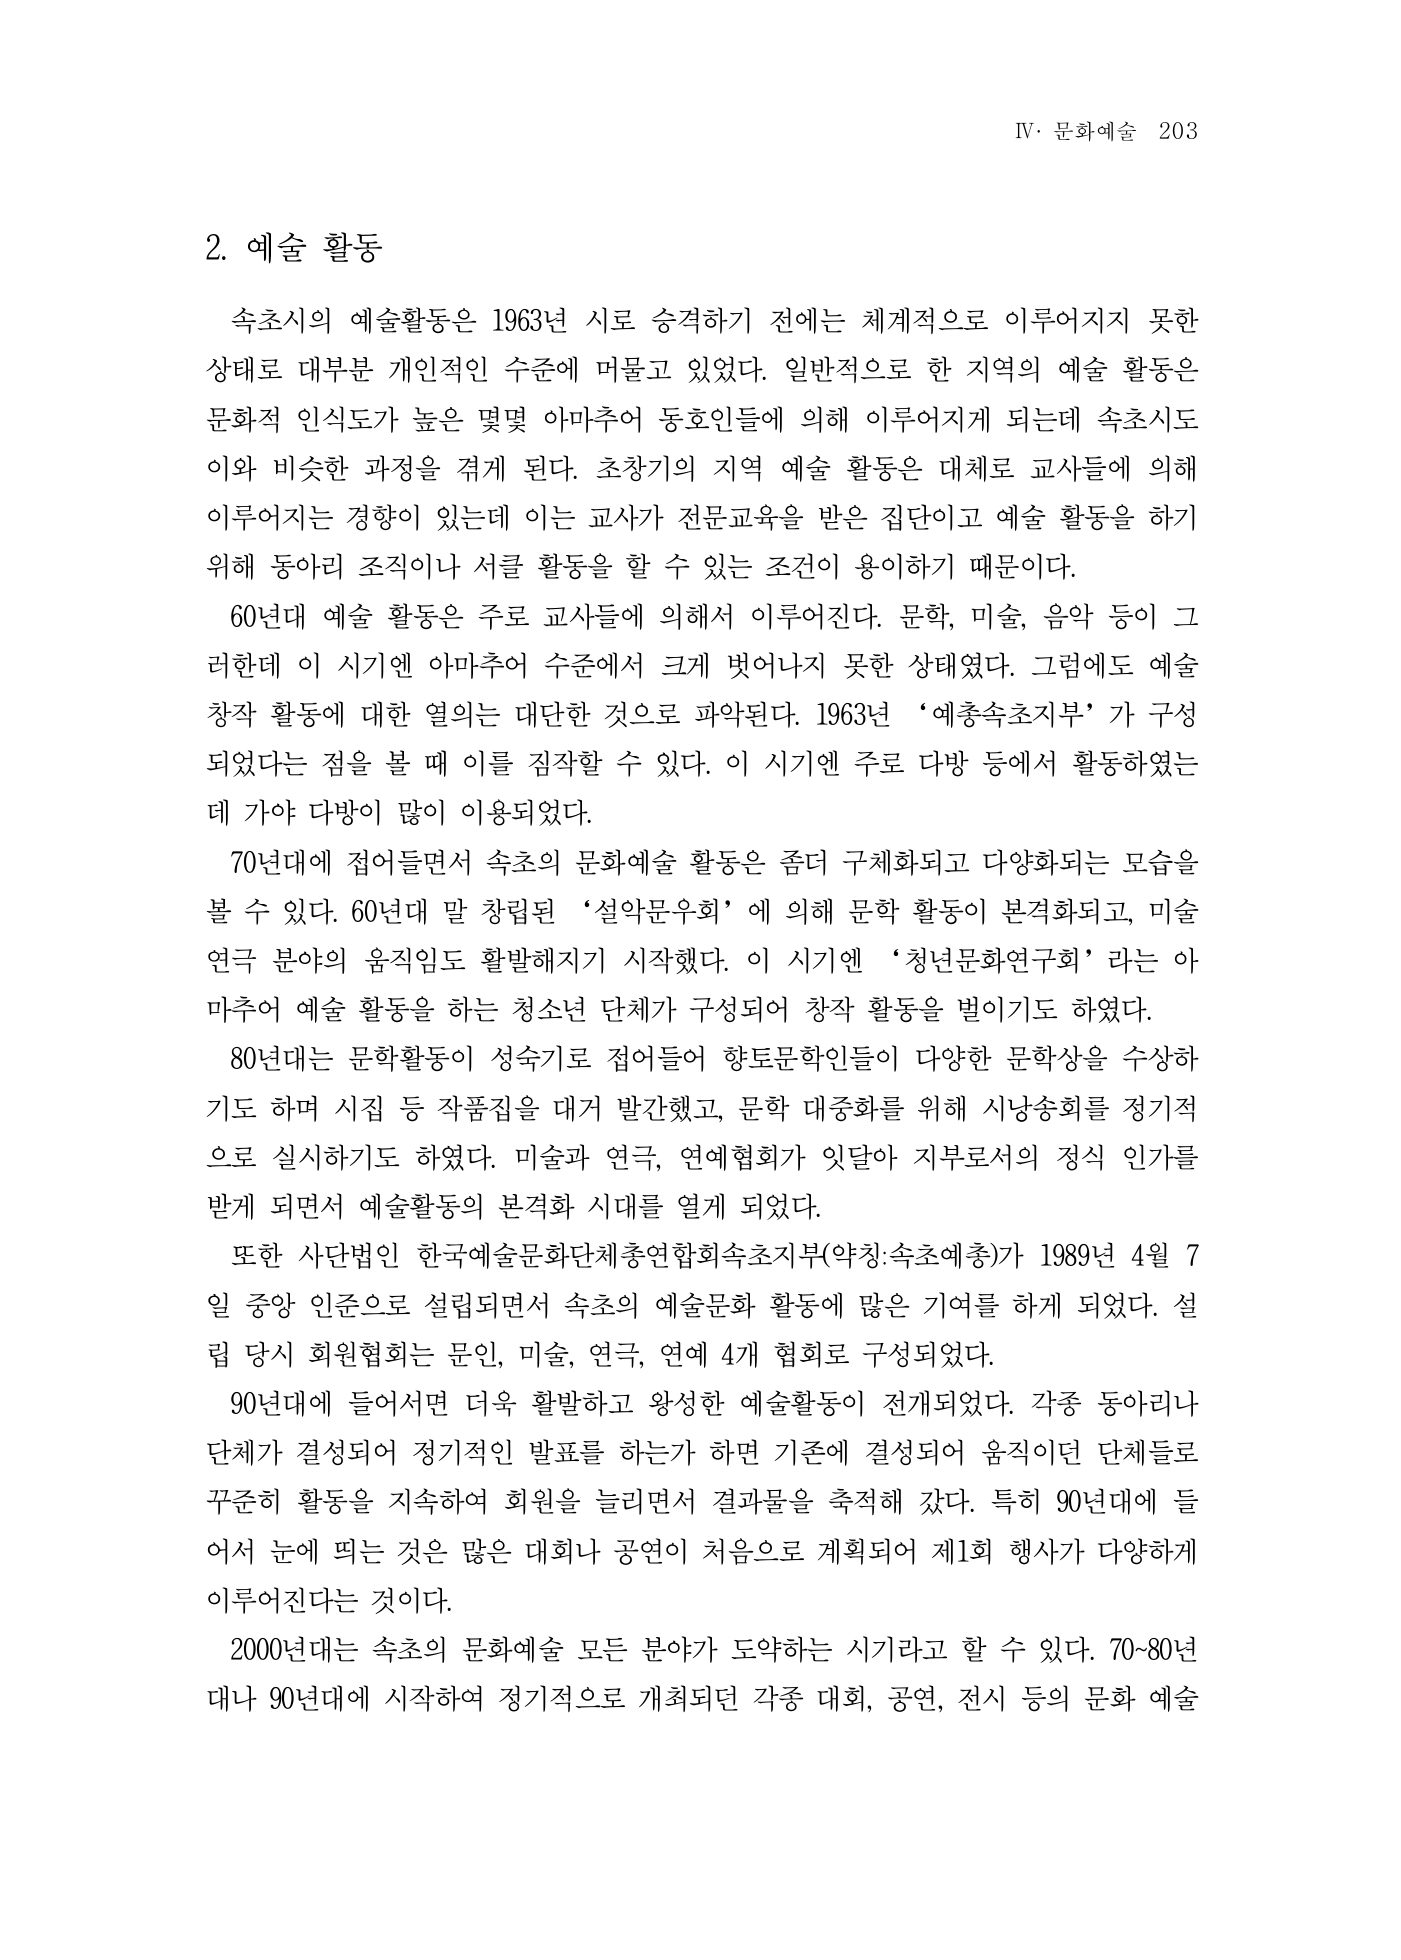 Ⅳ· 문화예술 203
2. 예술 활동
속초시의 예술활동은 1963년 시로 승격하기 전에는 체계적으로 이루어지지 못한
상태로 대부분 개인적인 수준에 머물고 있었다. 일반적으로 한 지역의 예술 활동은
문화적 인식도가 높은 몇몇 아마추어 동호인들에 의해 이루어지게 되는데 속초시도
이와 비슷한 과정을 겪게 된다. 초창기의 지역 예술 활동은 대체로 교사들에 의해
이루어지는 경향이 있는데 이는 교사가 전문교육을 받은 집단이고 예술 활동을 하기
위해 동아리 조직이나 서클 활동을 할 수 있는 조건이 용이하기 때문이다.
60년대 예술 활동은 주로 교사들에 의해서 이루어진다. 문학, 미술, 음악 등이 그
러한데 이 시기엔 아마추어 수준에서 크게 벗어나지 못한 상태였다. 그럼에도 예술
창작 활동에 대한 열의는 대단한 것으로 파악된다. 1963년 ‘예총속초지부’가 구성
되었다는 점을 볼 때 이를 짐작할 수 있다. 이 시기엔 주로 다방 등에서 활동하였는
데 가야 다방이 많이 이용되었다.
70년대에 접어들면서 속초의 문화예술 활동은 좀더 구체화되고 다양화되는 모습을
볼 수 있다. 60년대 말 창립된 ‘설악문우회’에 의해 문학 활동이 본격화되고, 미술
연극 분야의 움직임도 활발해지기 시작했다. 이 시기엔 ‘청년문화연구회’라는 아
마추어 예술 활동을 하는 청소년 단체가 구성되어 창작 활동을 벌이기도 하였다.
80년대는 문학활동이 성숙기로 접어들어 향토문학인들이 다양한 문학상을 수상하
기도 하며 시집 등 작품집을 대거 발간했고, 문학 대중화를 위해 시낭송회를 정기적
으로 실시하기도 하였다. 미술과 연극, 연예협회가 잇달아 지부로서의 정식 인가를
받게 되면서 예술활동의 본격화 시대를 열게 되었다.
또한 사단법인 한국예술문화단체총연합회속초지부(약칭:속초예총)가 1989년 4월 7
일 중앙 인준으로 설립되면서 속초의 예술문화 활동에 많은 기여를 하게 되었다. 설
립 당시 회원협회는 문인, 미술, 연극, 연예 4개 협회로 구성되었다.
90년대에 들어서면 더욱 활발하고 왕성한 예술활동이 전개되었다. 각종 동아리나
단체가 결성되어 정기적인 발표를 하는가 하면 기존에 결성되어 움직이던 단체들로
꾸준히 활동을 지속하여 회원을 늘리면서 결과물을 축적해 갔다. 특히 90년대에 들
어서 눈에 띄는 것은 많은 대회나 공연이 처음으로 계획되어 제1회 행사가 다양하게
이루어진다는 것이다.
2000년대는 속초의 문화예술 모든 분야가 도약하는 시기라고 할 수 있다. 70~80년
대나 90년대에 시작하여 정기적으로 개최되던 각종 대회, 공연, 전시 등의 문화 예술